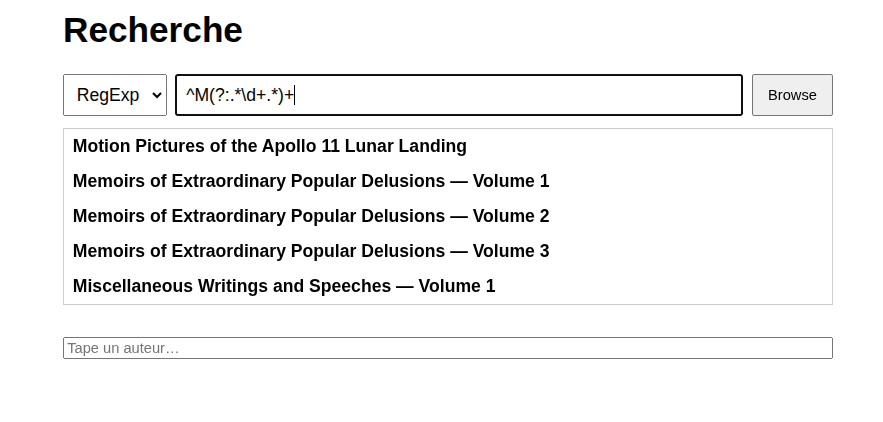 Recherche
RegExp ^M(?:.*\d+.*)+ Browse
Motion Pictures of the Apollo 11 Lunar Landing
Memoirs of Extraordinary Popular Delusions — Volume 1
Memoirs of Extraordinary Popular Delusions — Volume 2
Memoirs of Extraordinary Popular Delusions — Volume 3
Miscellaneous Writings and Speeches — Volume 1
Tape un auteur…